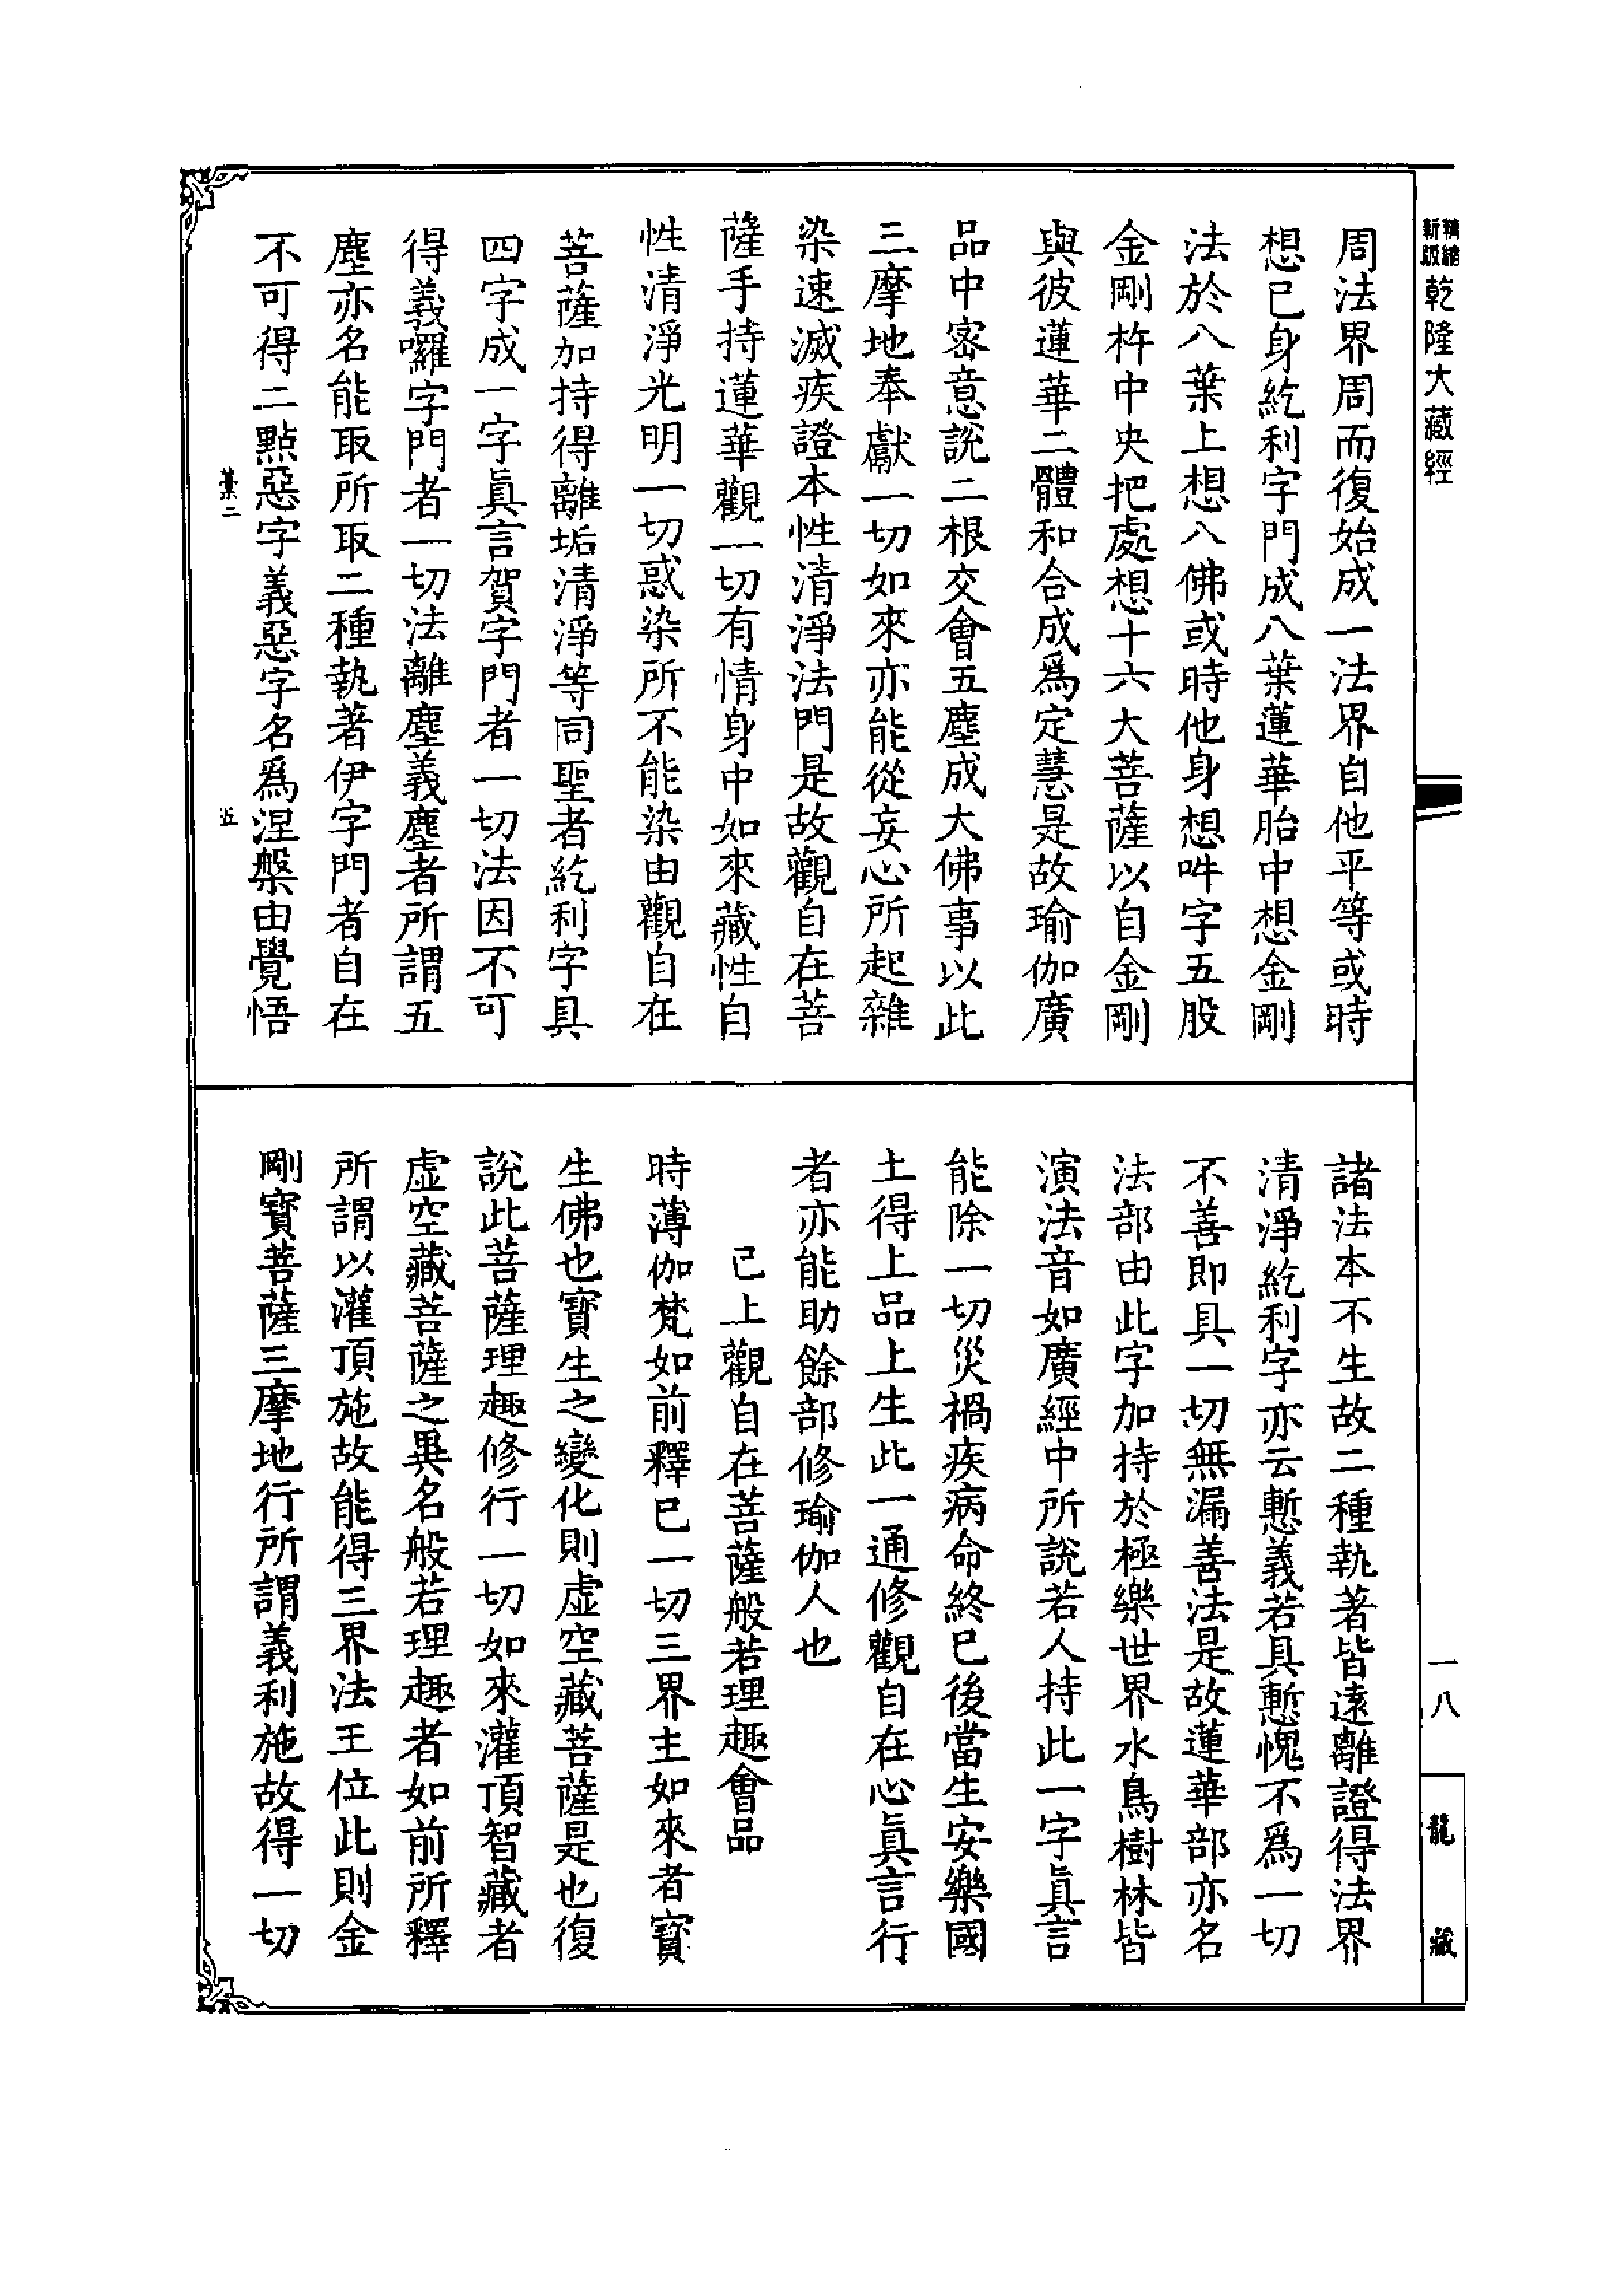 精縮
新版
乾隆大藏經
周法界周而復始成一法界自他平等或時
想已身紇利字門成八葉蓮華胎中想金剛
法於八葉上想八佛或時他身想吽字五股
金剛杵中央把處想十六大菩薩以自金剛
與彼蓮華二體和合成爲定慧是故瑜伽廣
品中密意說二根交會五塵成大佛事以此
三摩地奉獻一切如來亦能從妄心所起雜
染速滅疾證本性清淨法門是故觀自在菩
薩手持蓮華觀一切有情身中如來藏性自
性清淨光明一切惑染所不能染由觀自在
菩薩加持得離垢清淨等同聖者紇利字具
四字成一字眞言賀字門者一切法因不可
得義囉字門者一切法離塵義塵者所謂五
塵亦名能取所取二種執著伊字門者自在
不可得二點惡字義惡字名爲涅槃由覺悟
諸法本不生故二種執著皆遠離證得法界
清淨紇利字亦云慙義若具慙愧不爲一切
不善即具一切無漏善法是故蓮華部亦名
法部由此字加持於極樂世界水鳥樹林皆
演法音如廣經中所說若人持此一字眞言
能除一切災禍疾病命終已後當生安樂國
土得上品上生此一通修觀自在心眞言行
者亦能助餘部修瑜伽人也
已上觀自在菩薩般若理趣會品
時薄伽梵如前釋已一切三界主如來者寶
生佛也寶生之變化則虛空藏菩薩是也復
說此菩薩理趣修行一切如來灌頂智藏者
虛空藏菩薩之異名般若理趣者如前所釋
所謂以灌頂施故能得三界法王位此則金
剛寶菩薩三摩地行所謂義利施故得一切
二
五
一八
龍藏